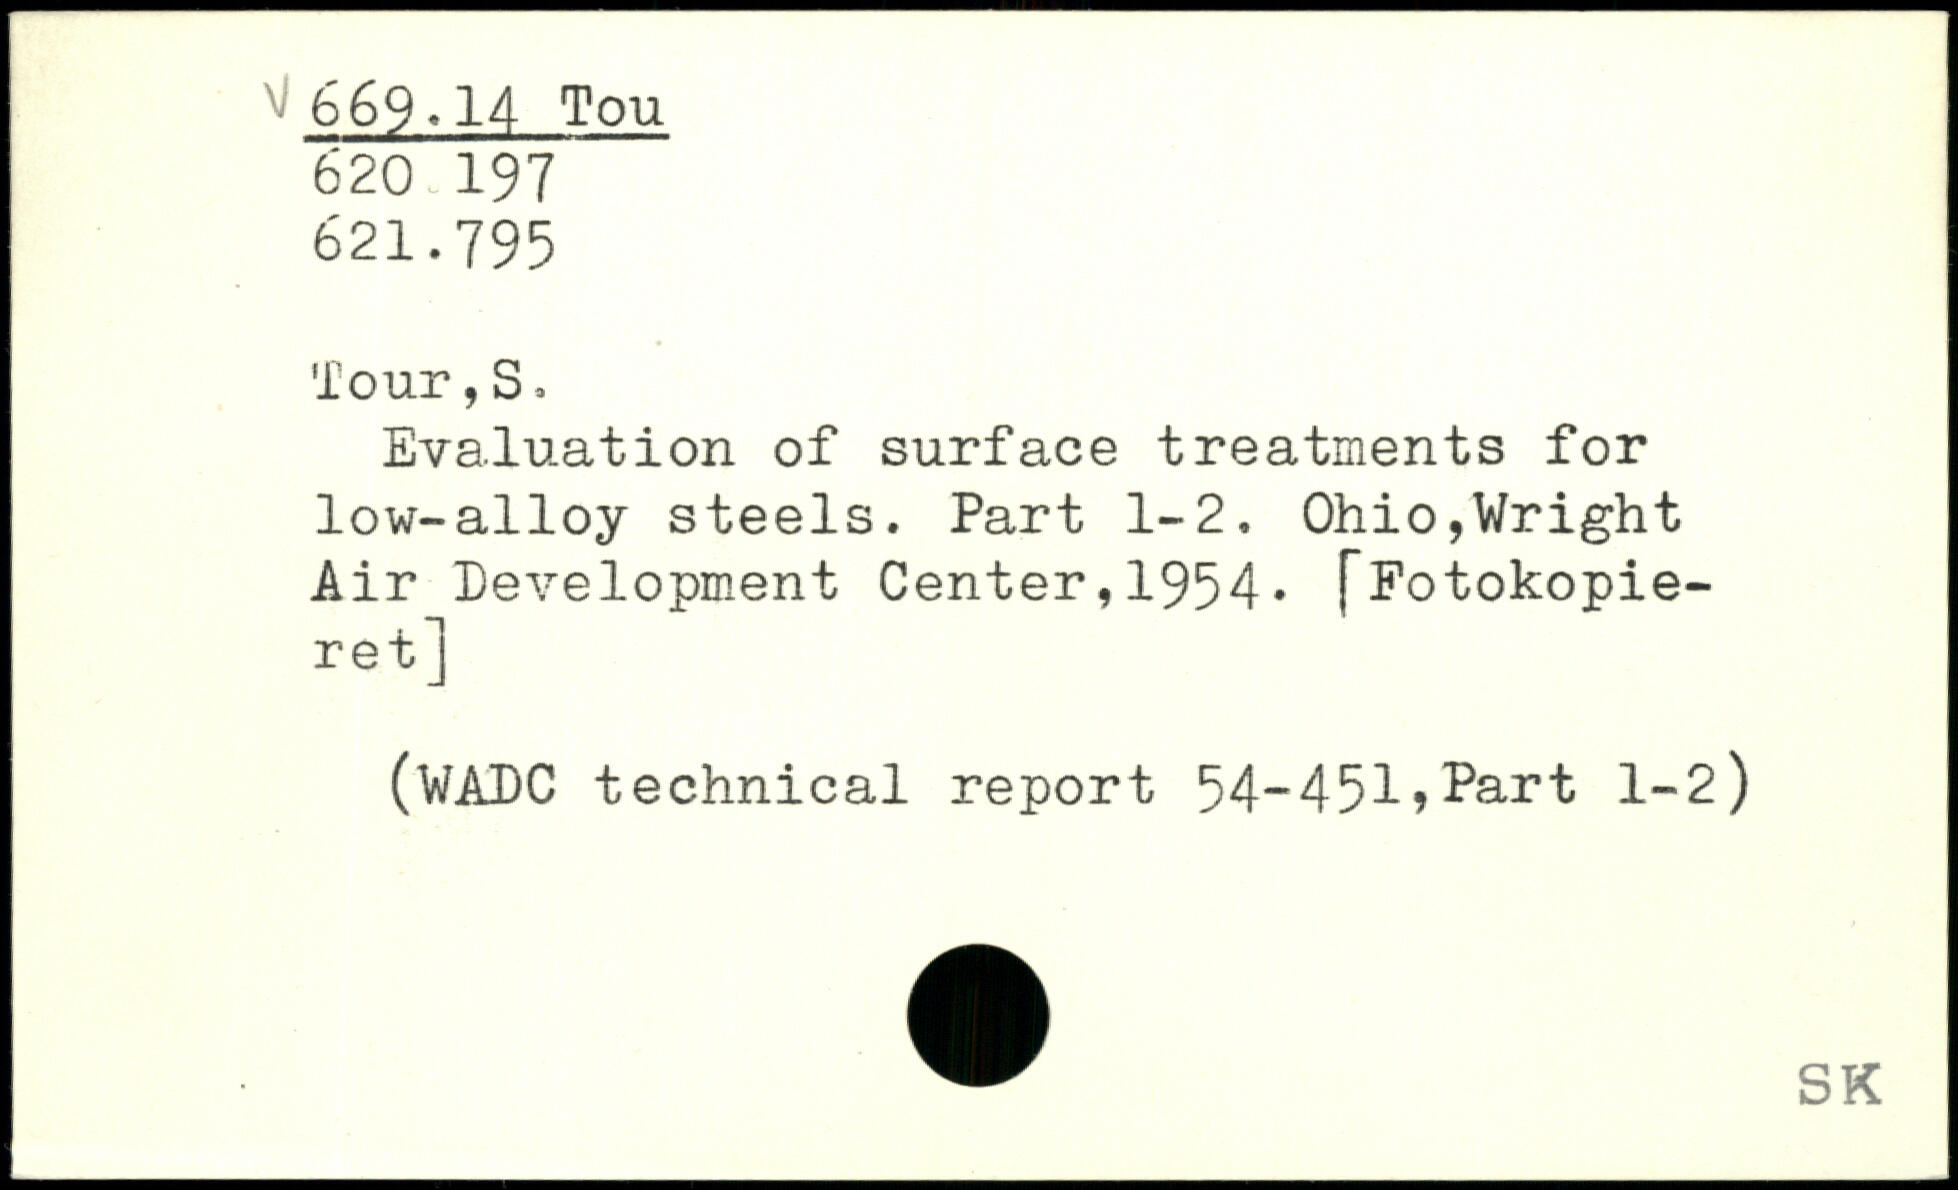 V 669.14 Tou
620.197
621.795
Tour,S.
Evaluation of surface treatments for
low-alloy steels. Part 1-2. Ohio,Wright
Air Development Center,1954. [Fotokopie-
ret]
(WADC technical report 54-451,Part 1-2)
SK